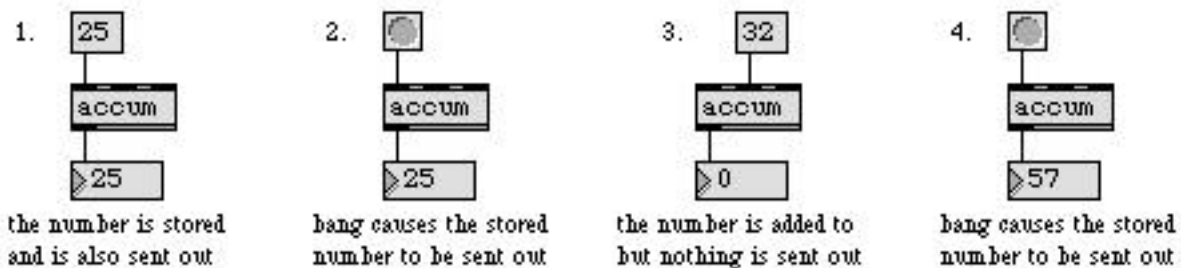 1.
25
accum
25
the number is stored
and is also sent out
2.
accum
25
bang causes the stored
number to be sent out
3.
32
accum
0
the number is added to
but nothing is sent out
4.
accum
57
bang causes the stored
number to be sent out